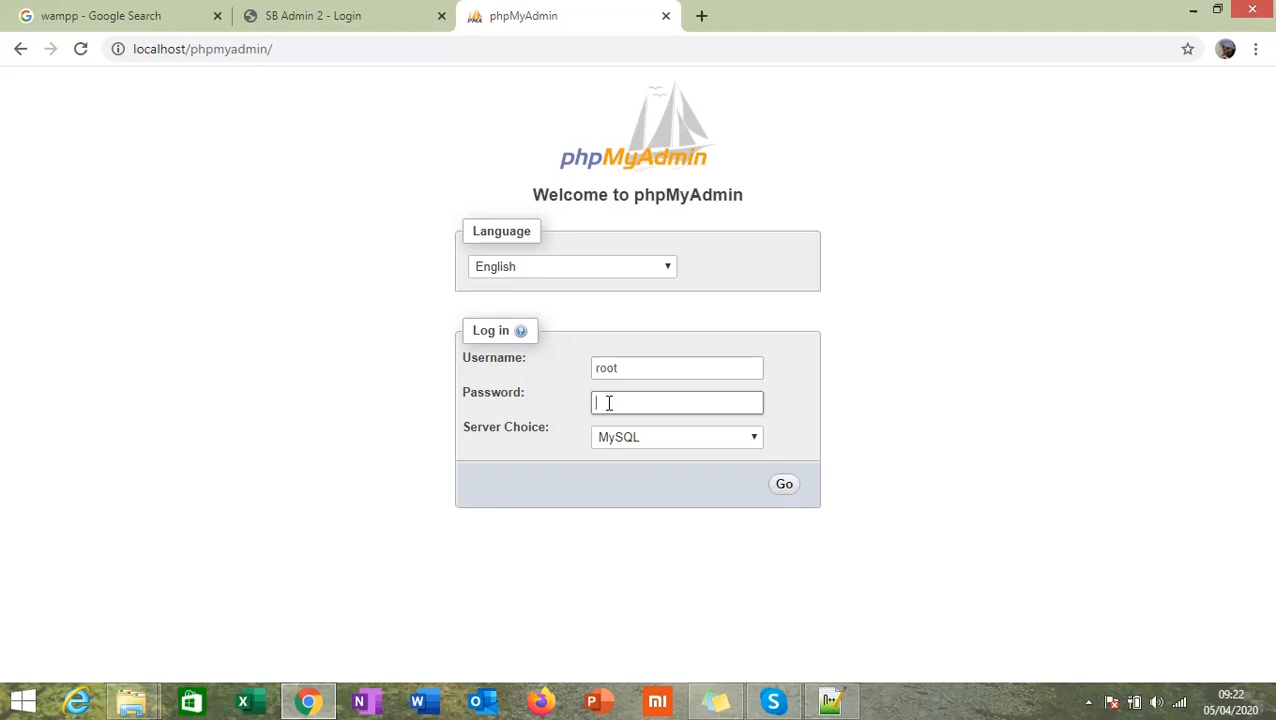 wampp - Google Search
SB Admin 2 - Login
phpMyAdmin
localhost/phpmyadmin/
phpMyAdmin
Welcome to phpMyAdmin
Language
English
Log in
Username:
root
Password:
Server Choice:
MySQL
Go
09:22
05/04/2020